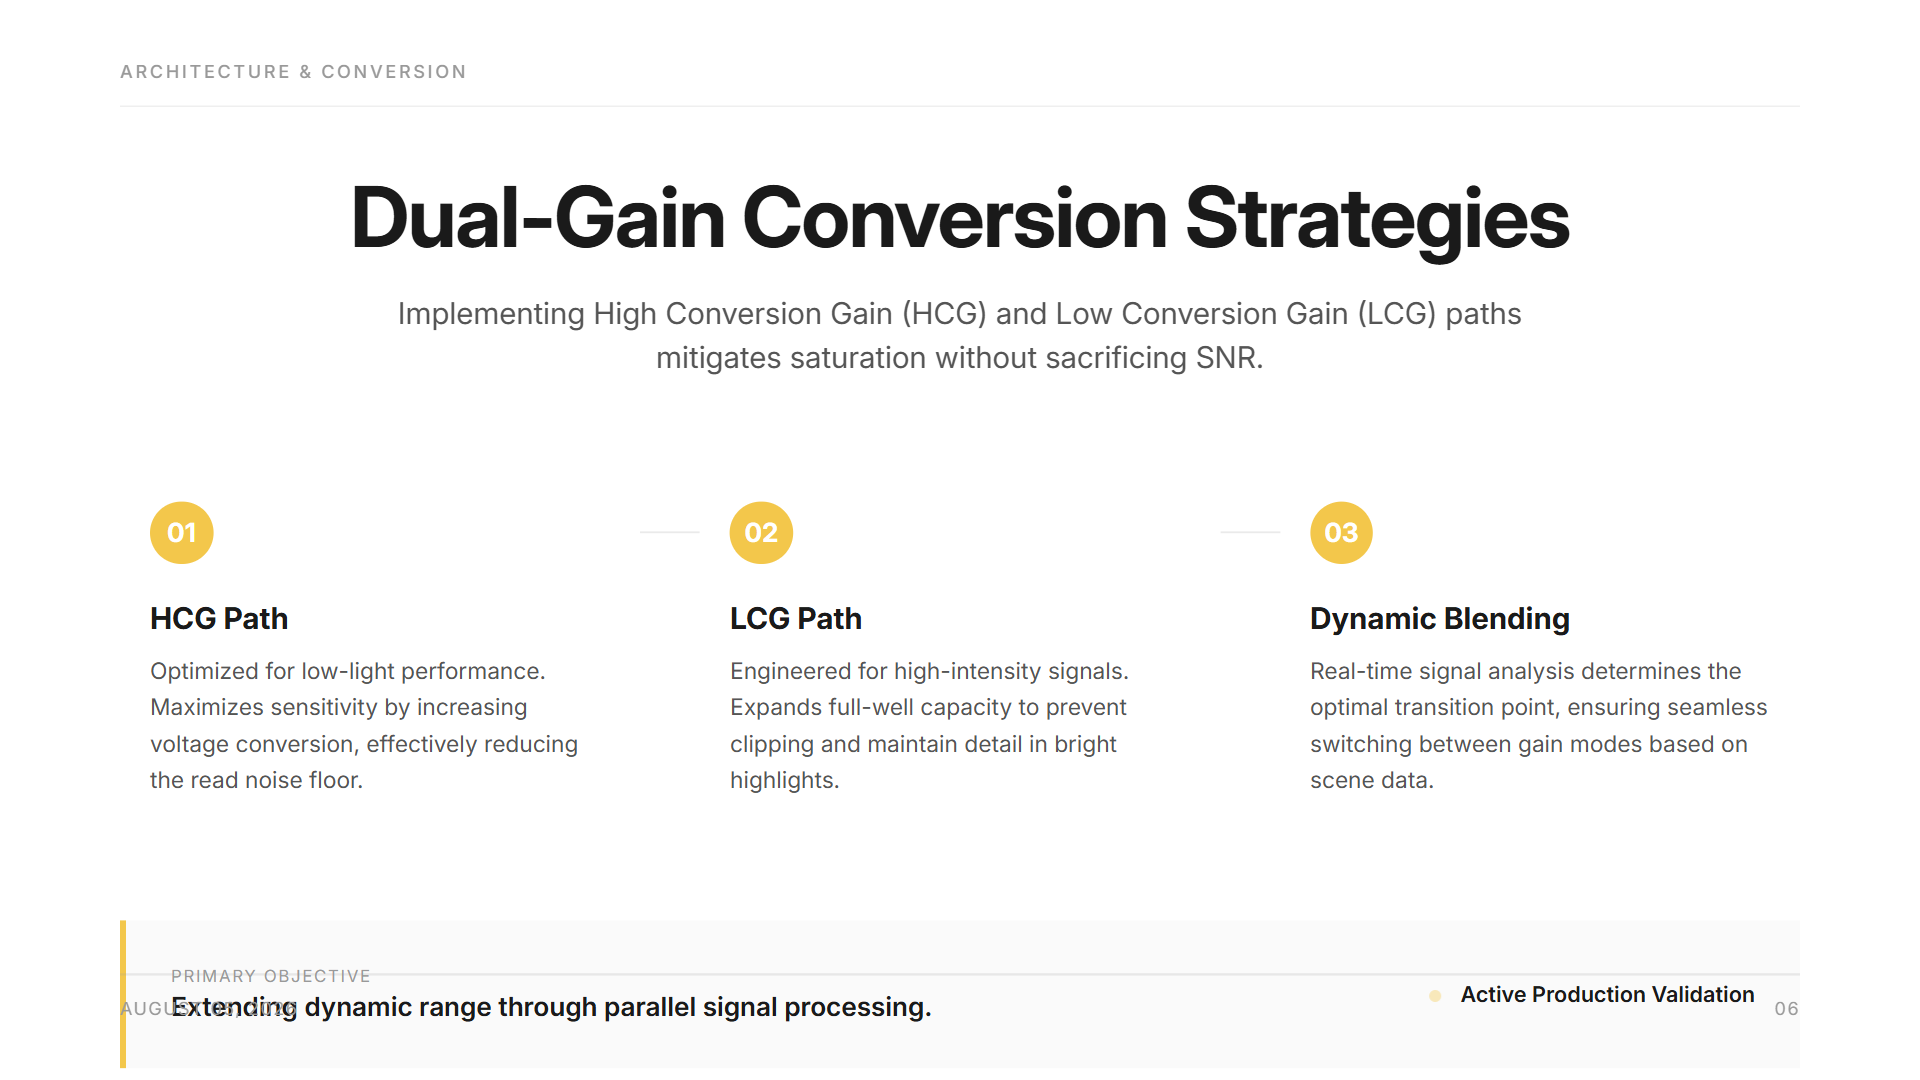 ARCHITECTURE & CONVERSION
Dual-Gain Conversion Strategies
Implementing High Conversion Gain (HCG) and Low Conversion Gain (LCG) paths
mitigates saturation without sacrificing SNR.
01
HCG Path
Optimized for low-light performance.
Maximizes sensitivity by increasing
voltage conversion, effectively reducing
the read noise floor.
02
LCG Path
Engineered for high-intensity signals.
Expands full-well capacity to prevent
clipping and maintain detail in bright
highlights.
03
Dynamic Blending
Real-time signal analysis determines the
optimal transition point, ensuring seamless
switching between gain modes based on
scene data.
PRIMARY OBJECTIVE
Extending dynamic range through parallel signal processing.
Active Production Validation
AUGUST
06